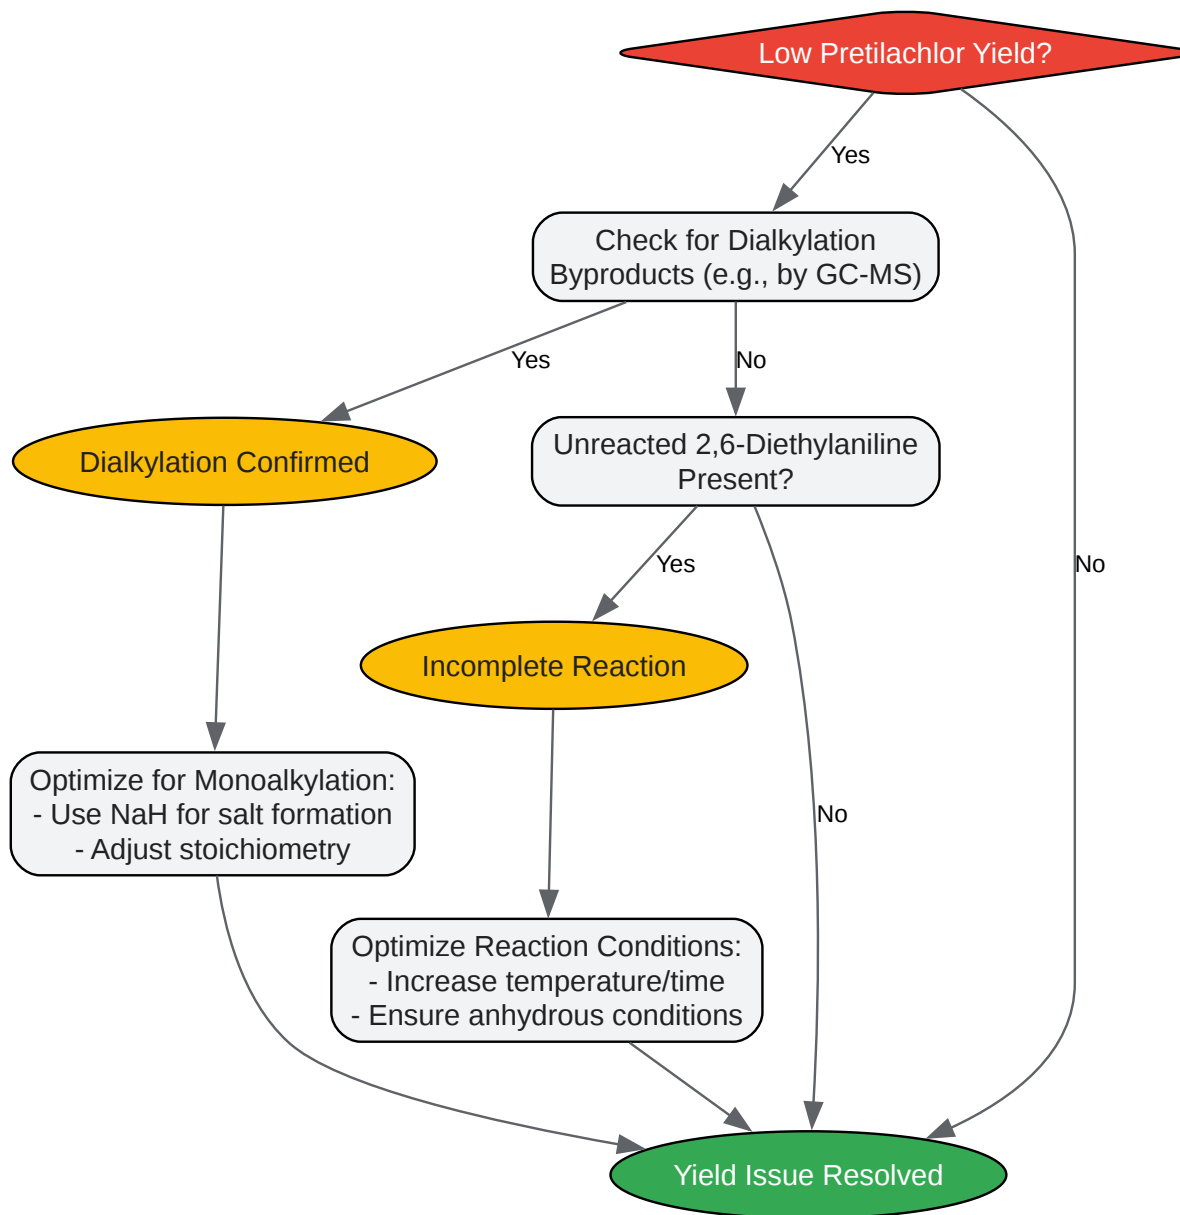 Low Pretilachlor Yield?
Yes
Check for Dialkylation
Byproducts (e.g., by GC-MS)
Yes
No
Dialkylation Confirmed
Unreacted 2,6-Diethylaniline
Present?
Yes
No
Incomplete Reaction
Optimize for Monoalkylation:
- Use NaH for salt formation
- Adjust stoichiometry
No
Optimize Reaction Conditions:
- Increase temperature/time
- Ensure anhydrous conditions
Yield Issue Resolved